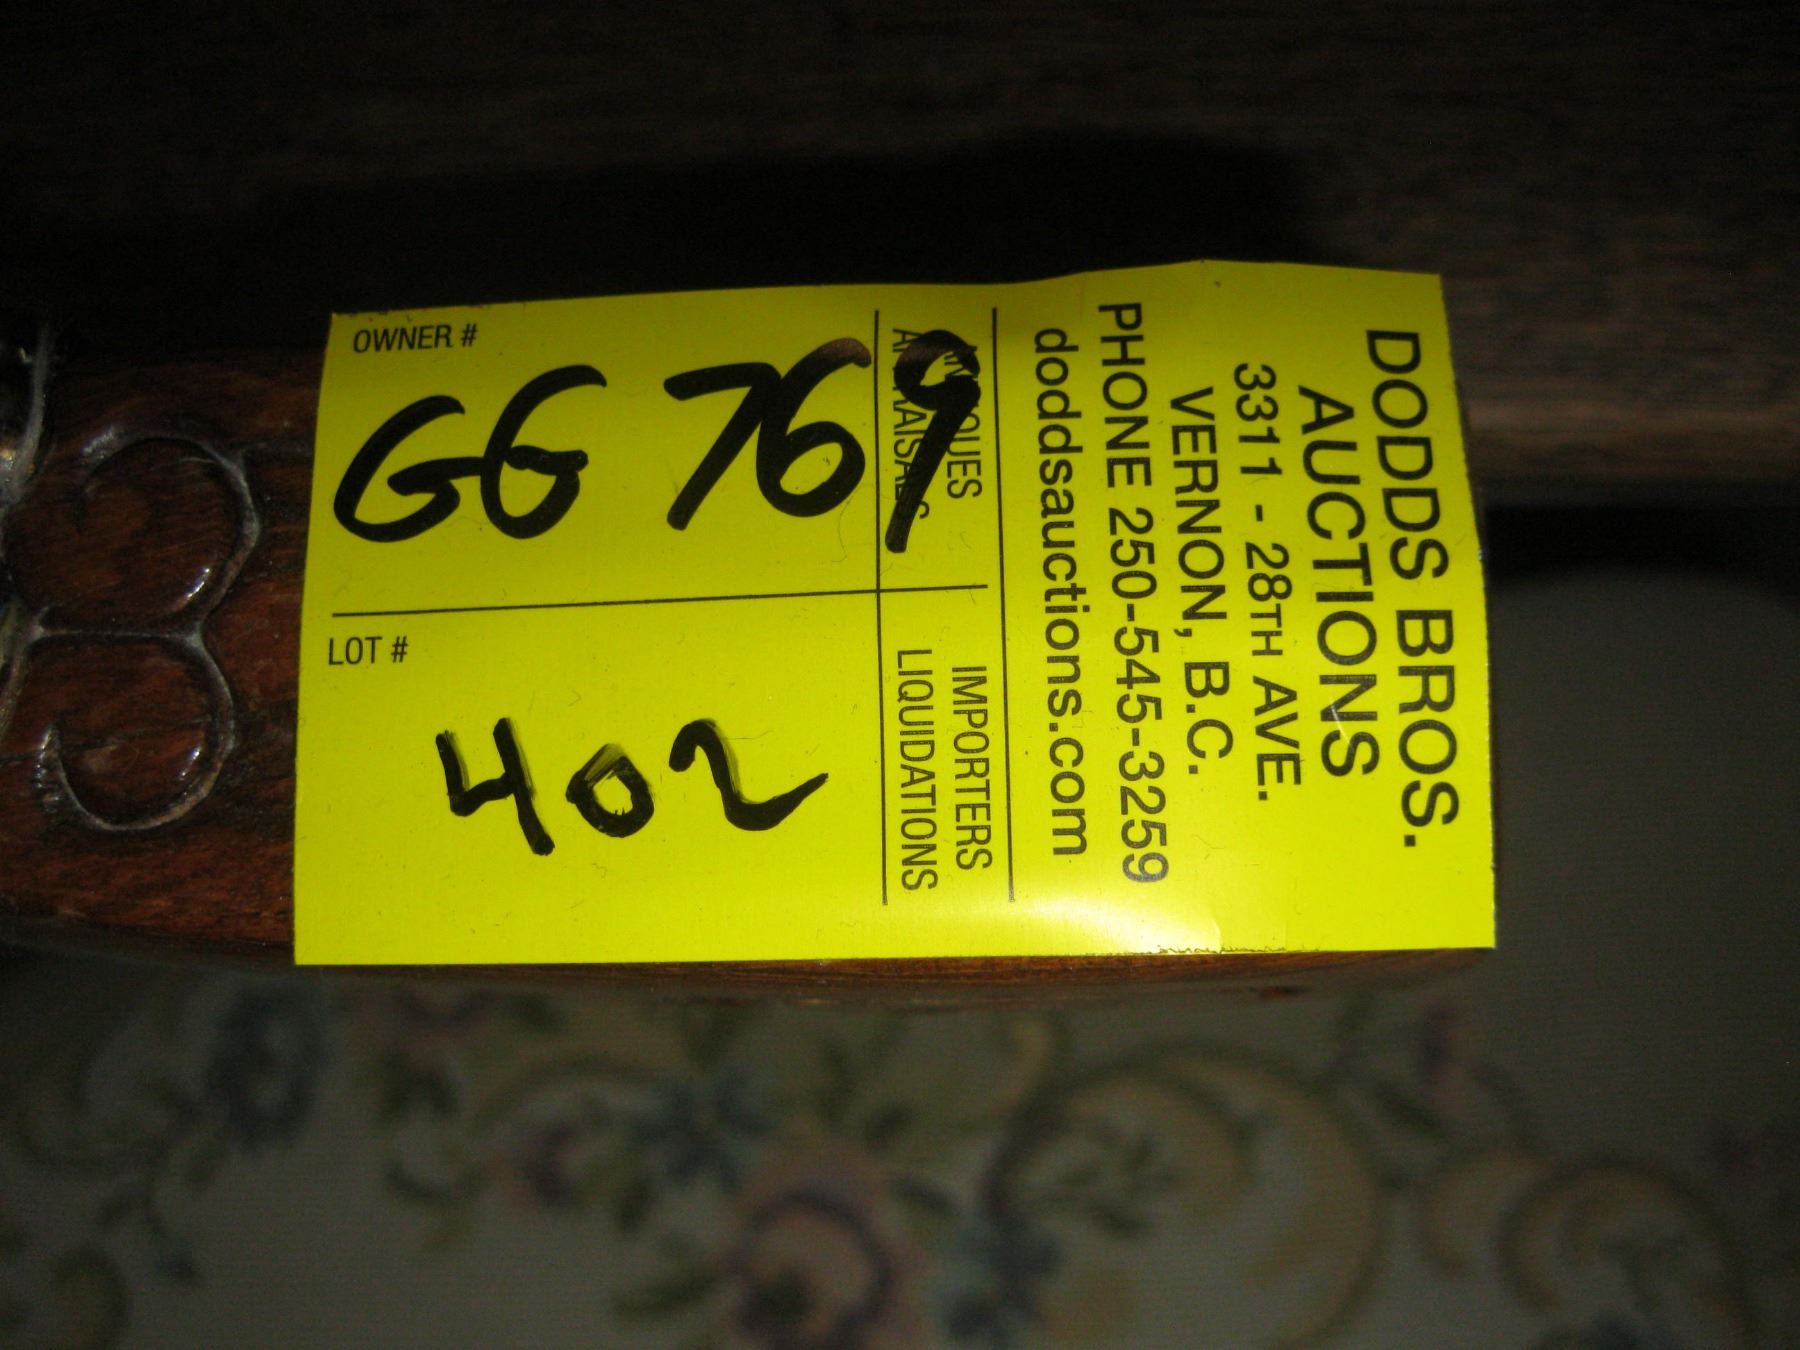 DODDS BROS.
AUCTIONS
3311 - 28TH AVE.
VERNON, B.C.
PHONE 250-545-3259
doddsauctions.com
IMPORTERS
LIQUIDATIONS
OWNER #
GG 769
LOT #
402